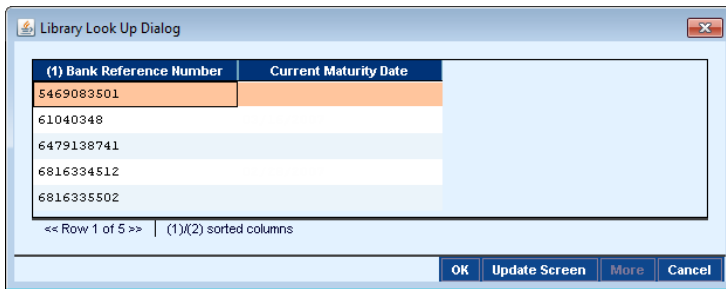 Library Look Up Dialog
(1) Bank Reference Number Current Maturity Date
5469083501
61040348
6479138741
6816334512
6816335502
<< Row 1 of 5 >> (1)/(2) sorted columns
OK Update Screen More Cancel